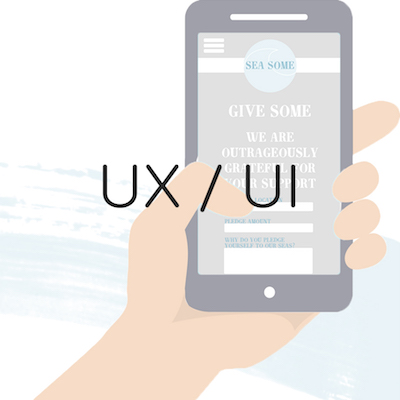 SEA SOME
GIVE SOME
WE ARE
OUTRAGEOUSLY
GRATEFUL FOR
YOUR SUPPORT
UX / UI
PLEDGE AMOUNT
WHY DO YOU PLEDGE
YOURSELF TO OUR SEAS?